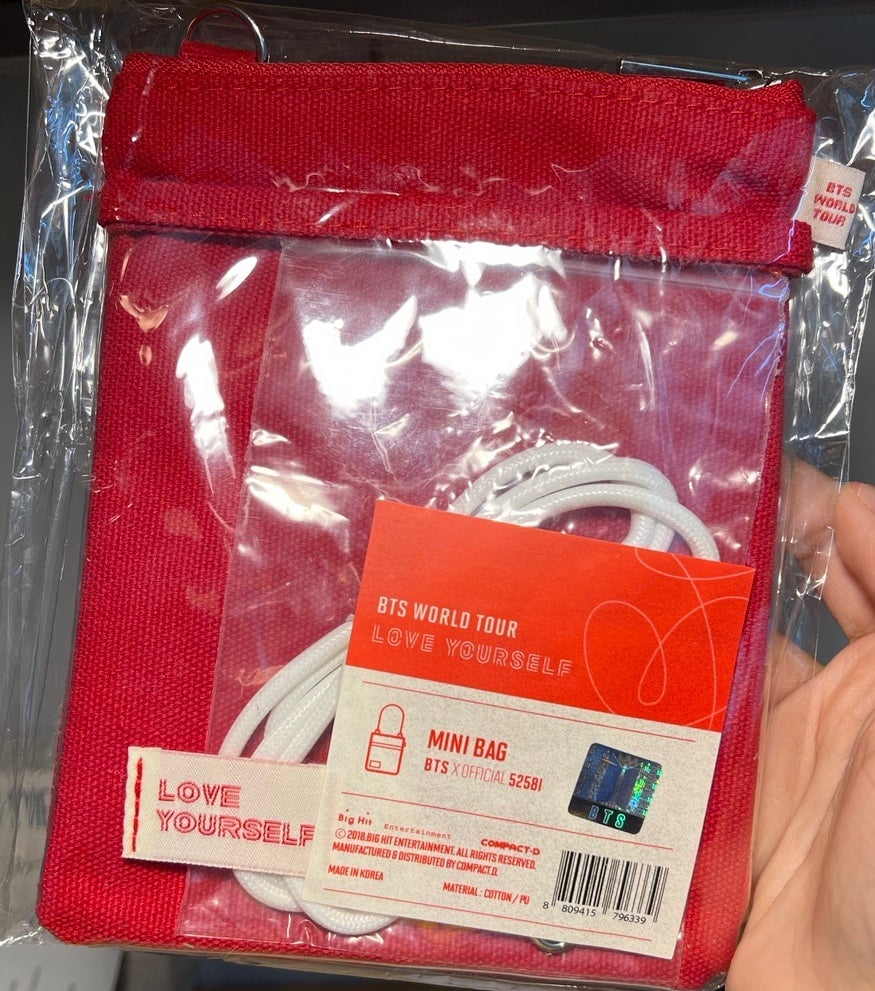 BTS
WORLD
TOUR
BTS WORLD TOUR
LOVE YOURSELF
MINI BAG
BTS X OFFICIAL 52581
BTS
LOVE
YOURSELF
Big Hit
Entertainment
COMPACT-D
© 2018.BIG HIT ENTERTAINMENT. ALL RIGHTS RESERVED.
MANUFACTURED & DISTRIBUTED BY COMPACT.D.
MADE IN KOREA
MATERIAL : COTTON / PU
8 809415 796339